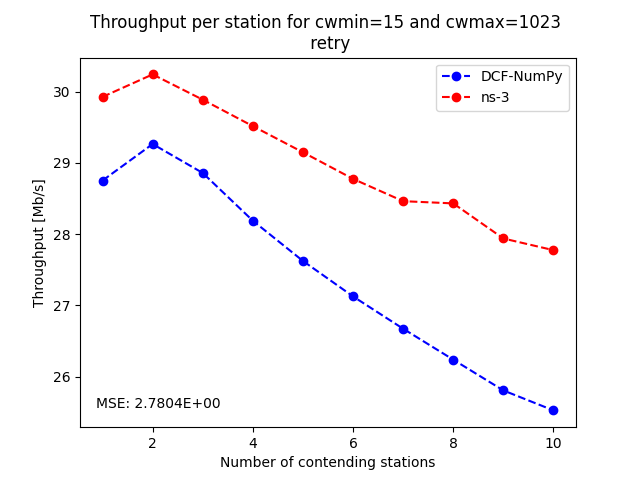 Throughput per station for cwmin=15 and cwmax=1023
retry
DCF-NumPy
ns-3
Throughput [Mb/s]
30
29
28
27
26
MSE: 2.7804E+00
2 4 6 8 10
Number of contending stations